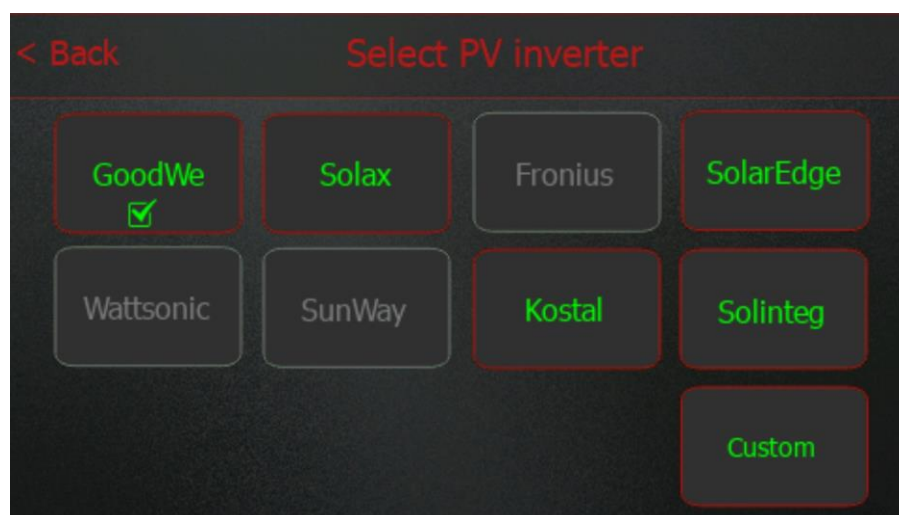 < Back
Select PV inverter
GoodWe
Solax
Fronius
SolarEdge
Wattsonic
SunWay
Kostal
Solinteg
Custom